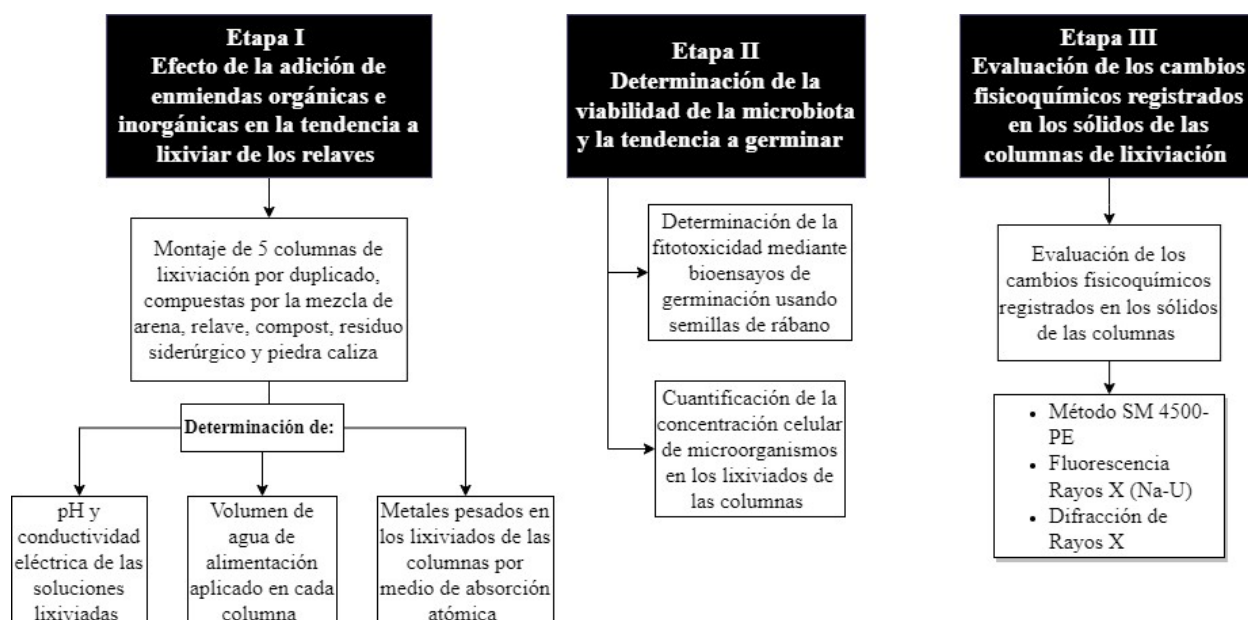 Etapa I
Efecto de la adición de
enmiendas orgánicas e
inorgánicas en la tendencia a
lixiviar de los relaves
Montaje de 5 columnas de
lixiviación por duplicado,
compuestas por la mezcla de
arena, relave, compost, residuo
siderúrgico y piedra caliza
Determinación de:
pH y
conductividad
eléctrica de las
soluciones
lixiviadas
Volumen de
agua de
alimentación
aplicado en cada
columna
Metales pesados en
los lixiviados de las
columnas por
medio de absorción
atómica
Etapa II
Determinación de la
viabilidad de la microbiota
y la tendencia a germinar
Determinación de la
fitotoxicidad mediante
bioensayos de
germinación usando
semillas de rábano
Cuantificación de la
concentración celular
de microorganismos
en los lixiviados de
las columnas
Etapa III
Evaluación de los cambios
fisicoquímicos registrados
en los sólidos de las
columnas de lixiviación
Evaluación de los
cambios físicoquímicos
registrados en los sólidos
de las columnas
• Método SM 4500-
PE
• Fluorescencia
Rayos X (Na-U)
• Difracción de
Rayos X